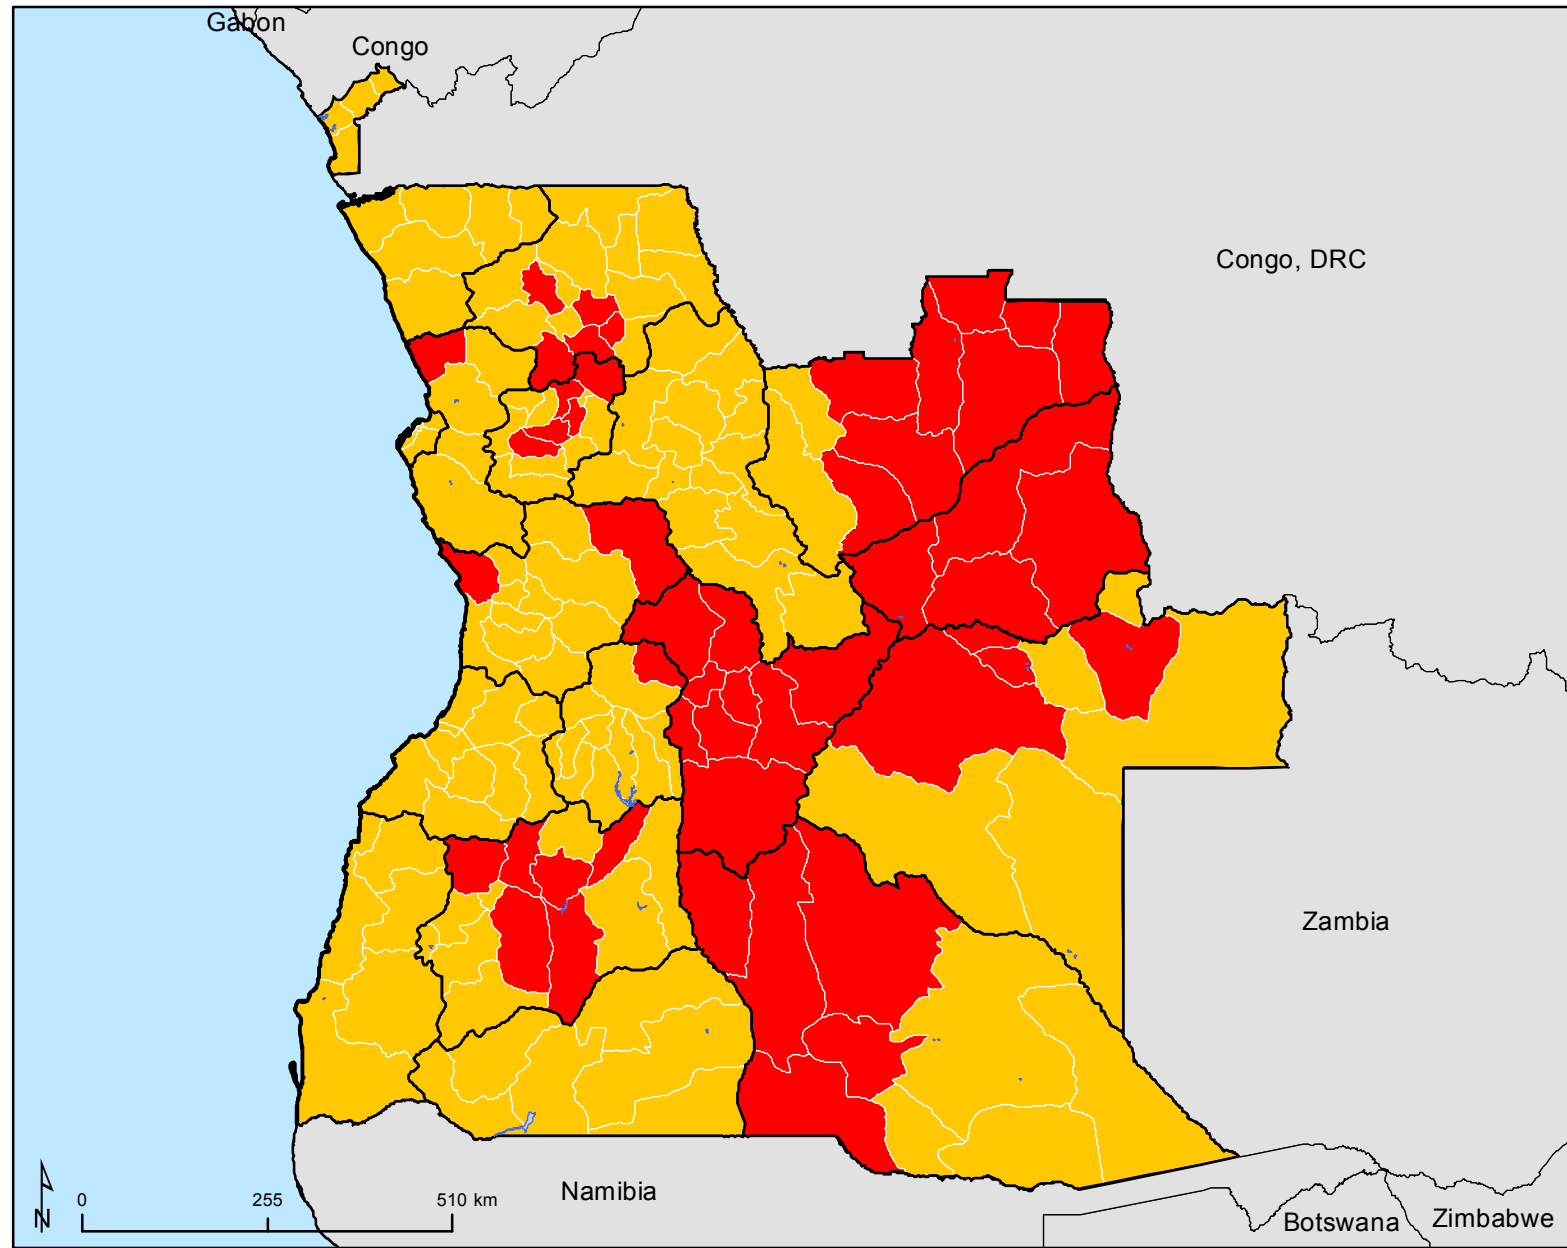 Gabon
Congo
Congo, DRC
Zambia
Namibia
Botswana
Zimbabwe
N
0 255 510 km